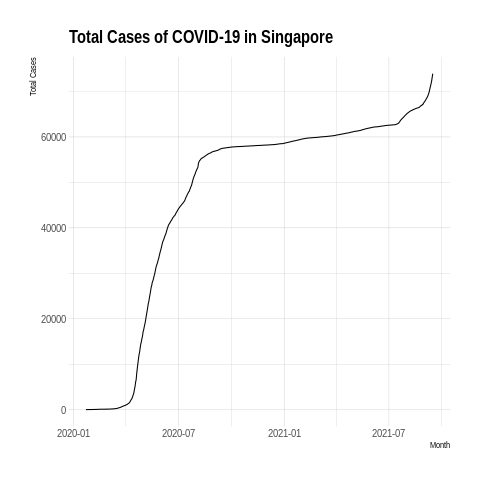 Total Cases of COVID-19 in Singapore
Total Cases
60000
40000
20000
0
2020-01
2020-07
2021-01
2021-07
Month